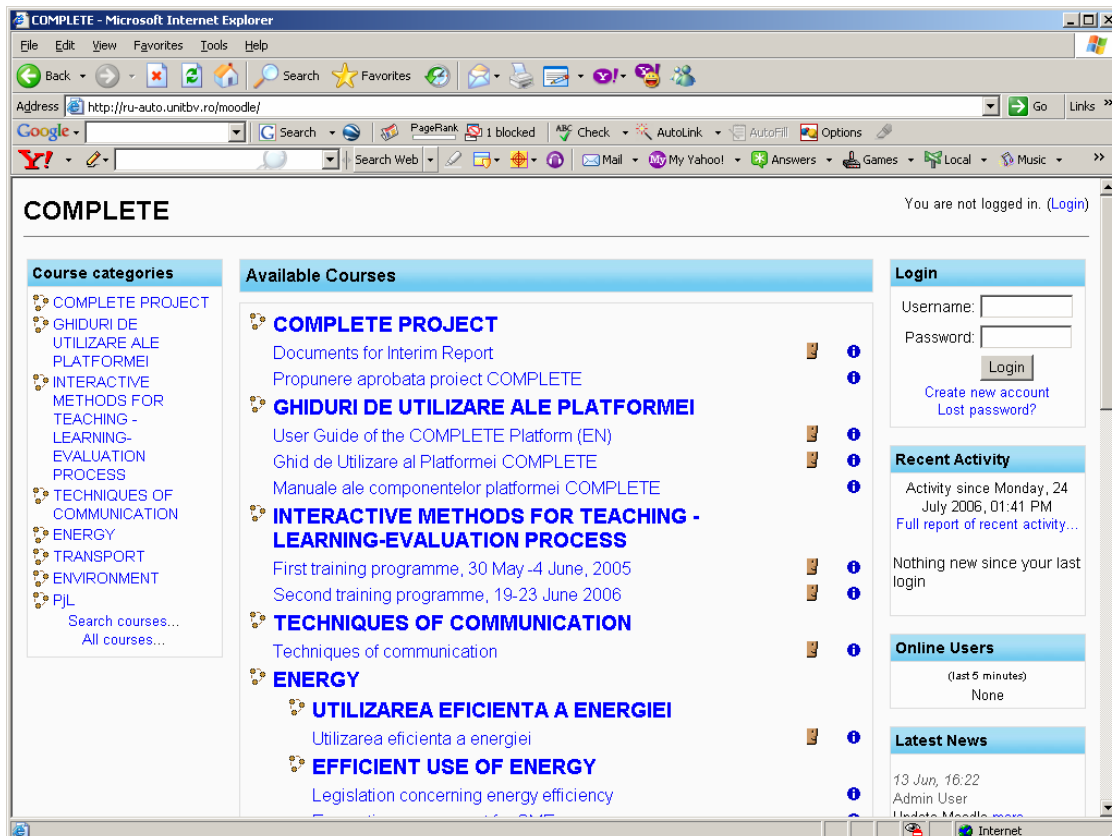 COMPLETE - Microsoft Internet Explorer
File Edit View Favorites Tools Help
Back Search Favorites
Address http://ru-auto.unitbv.ro/moodle/ Go Links »
Google Search PageRank 1 blocked ABC Check AutoLink AutoFill Options
Y! Search Web Mail My Yahoo! Answers Games Local Music »
COMPLETE
You are not logged in. (Login)
Course categories
COMPLETE PROJECT
GHIDURI DE
UTILIZARE ALE
PLATFORMEI
INTERACTIVE
METHODS FOR
TEACHING -
LEARNING-
EVALUATION
PROCESS
TECHNIQUES OF
COMMUNICATION
ENERGY
TRANSPORT
ENVIRONMENT
PjL
Search courses...
All courses...
Available Courses
COMPLETE PROJECT
Documents for Interim Report
Propunere aprobata proiect COMPLETE
GHIDURI DE UTILIZARE ALE PLATFORMEI
User Guide of the COMPLETE Platform (EN)
Ghid de Utilizare al Platformei COMPLETE
Manuale ale componentelor platformei COMPLETE
INTERACTIVE METHODS FOR TEACHING -
LEARNING-EVALUATION PROCESS
First training programme, 30 May -4 June, 2005
Second training programme, 19-23 June 2006
TECHNIQUES OF COMMUNICATION
Techniques of communication
ENERGY
UTILIZAREA EFICIENTA A ENERGIEI
Utilizarea eficienta a energiei
EFFICIENT USE OF ENERGY
Legislation concerning energy efficiency
Login
Username:
Password:
Login
Create new account
Lost password?
Recent Activity
Activity since Monday, 24
July 2006, 01:41 PM
Full report of recent activity...
Nothing new since your last
login
Online Users
(last 5 minutes)
None
Latest News
13 Jun, 16:22
Admin User
Update Moodle more...
Internet